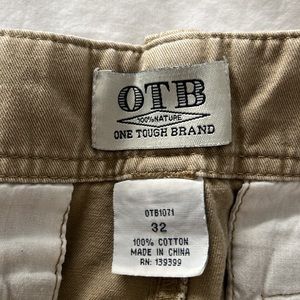 OTB
100% NATURE
ONE TOUGH BRAND
OTB1071
32
100% COTTON
MADE IN CHINA
RN: 139399